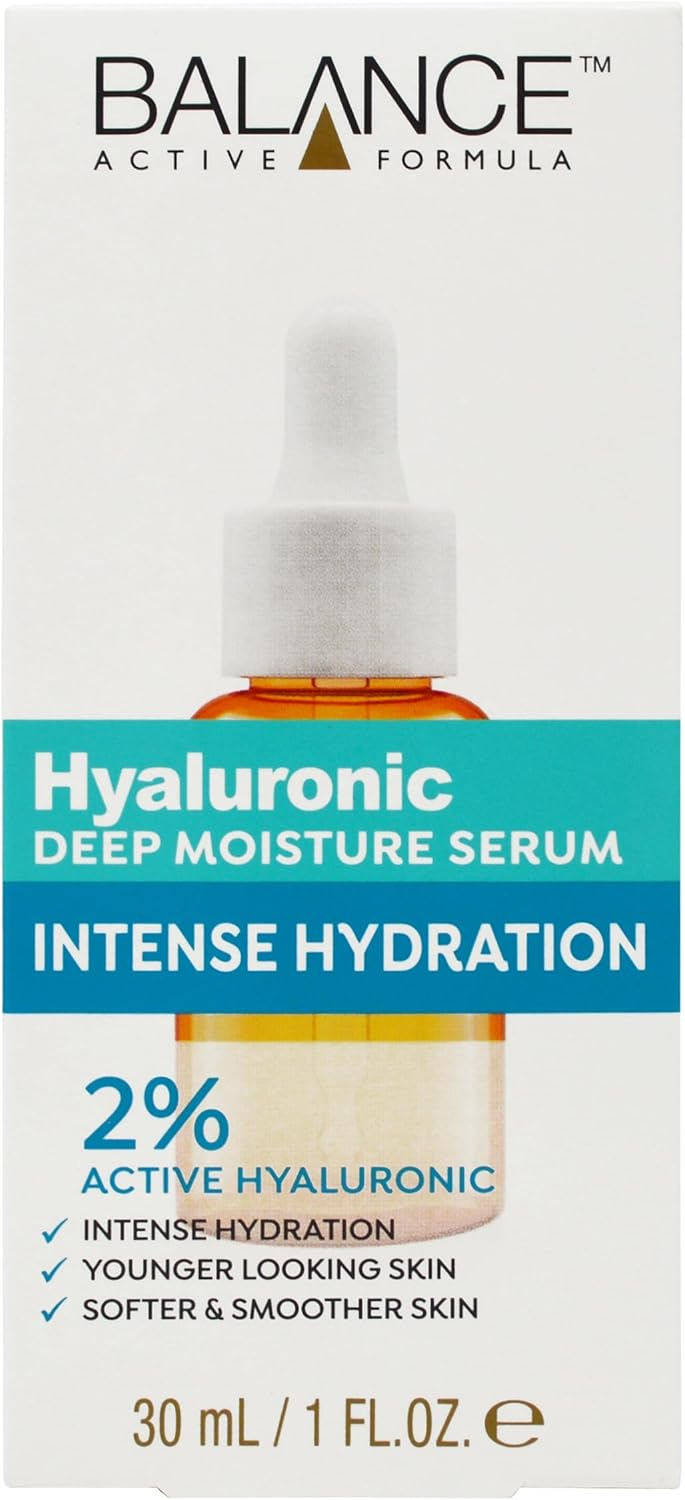 BALANCE™
ACTIVE FORMULA
Hyaluronic
DEEP MOISTURE SERUM
INTENSE HYDRATION
2%
ACTIVE HYALURONIC
✓ INTENSE HYDRATION
✓ YOUNGER LOOKING SKIN
✓ SOFTER & SMOOTHER SKIN
30 mL / 1 FL.OZ. ℮